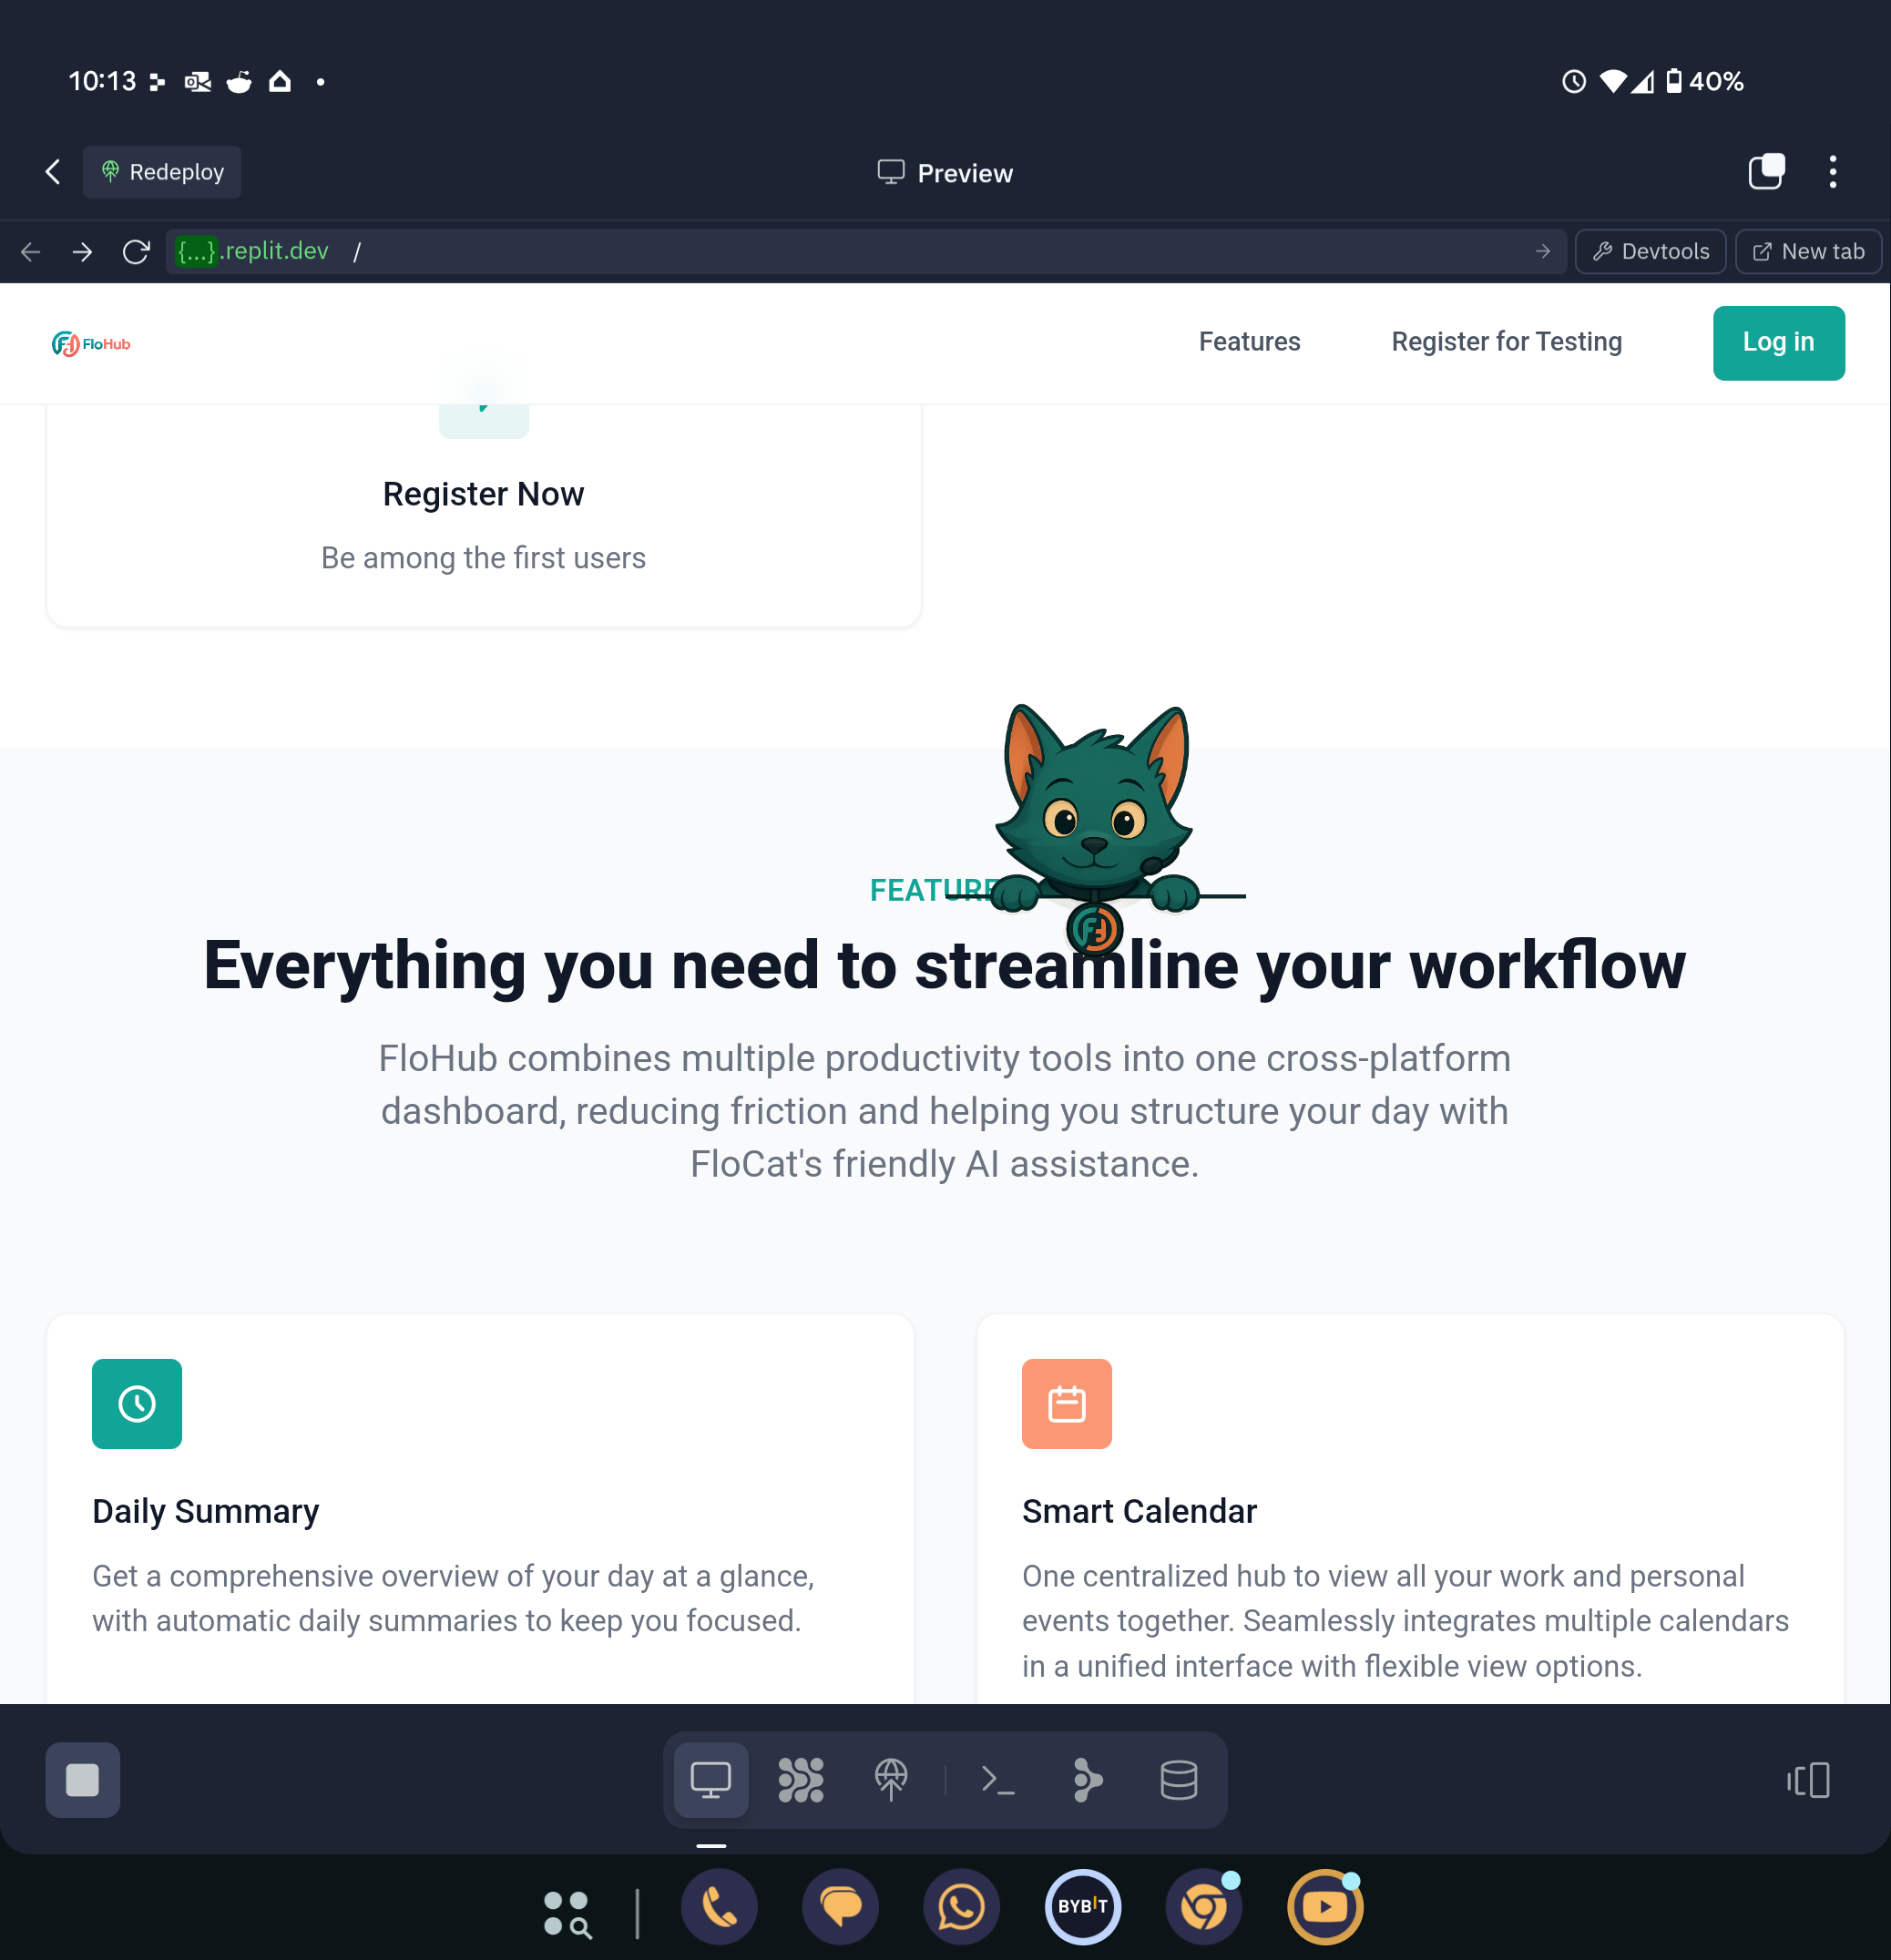 10:13
40%
Redeploy
Preview
{...}.replit.dev /
Devtools
New tab
FloHub
Features
Register for Testing
Log in
Register Now
Be among the first users
FEATURE
Everything you need to streamline your workflow
FloHub combines multiple productivity tools into one cross-platform
dashboard, reducing friction and helping you structure your day with
FloCat's friendly AI assistance.
Daily Summary
Get a comprehensive overview of your day at a glance,
with automatic daily summaries to keep you focused.
Smart Calendar
One centralized hub to view all your work and personal
events together. Seamlessly integrates multiple calendars
in a unified interface with flexible view options.
BYBIT